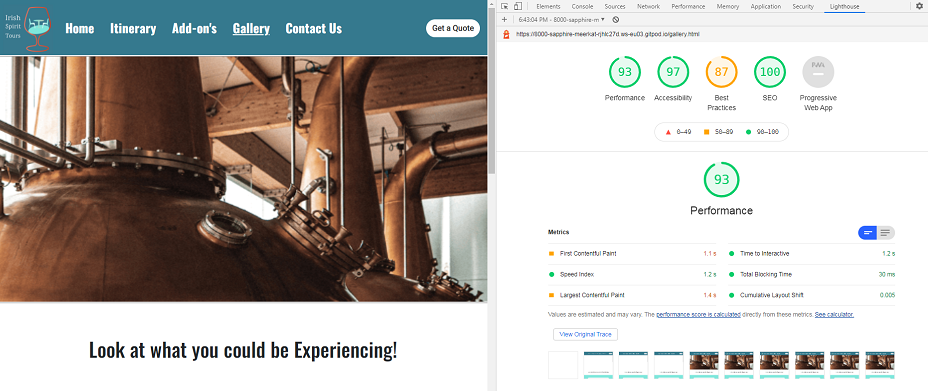 Irish
Spirit
Tours
Home
Itinerary
Add-on's
Gallery
Contact Us
Get a Quote
Look at what you could be Experiencing!
Elements
Console
Sources
Network
Performance
Memory
Application
Security
Lighthouse
6:43:04 PM - 8000-sapphire-m
https://8000-sapphire-meerkat-rjhlc27d.ws-eu03.gitpod.io/gallery.html
93
97
87
100
PWA
Performance
Accessibility
Best
Practices
SEO
Progressive
Web App
0–49
50–89
90–100
93
Performance
Metrics
First Contentful Paint 1.1 s
Time to Interactive 1.2 s
Speed Index 1.2 s
Total Blocking Time 30 ms
Largest Contentful Paint 1.4 s
Cumulative Layout Shift 0.005
Values are estimated and may vary. The performance score is calculated directly from these metrics. See calculator.
View Original Trace